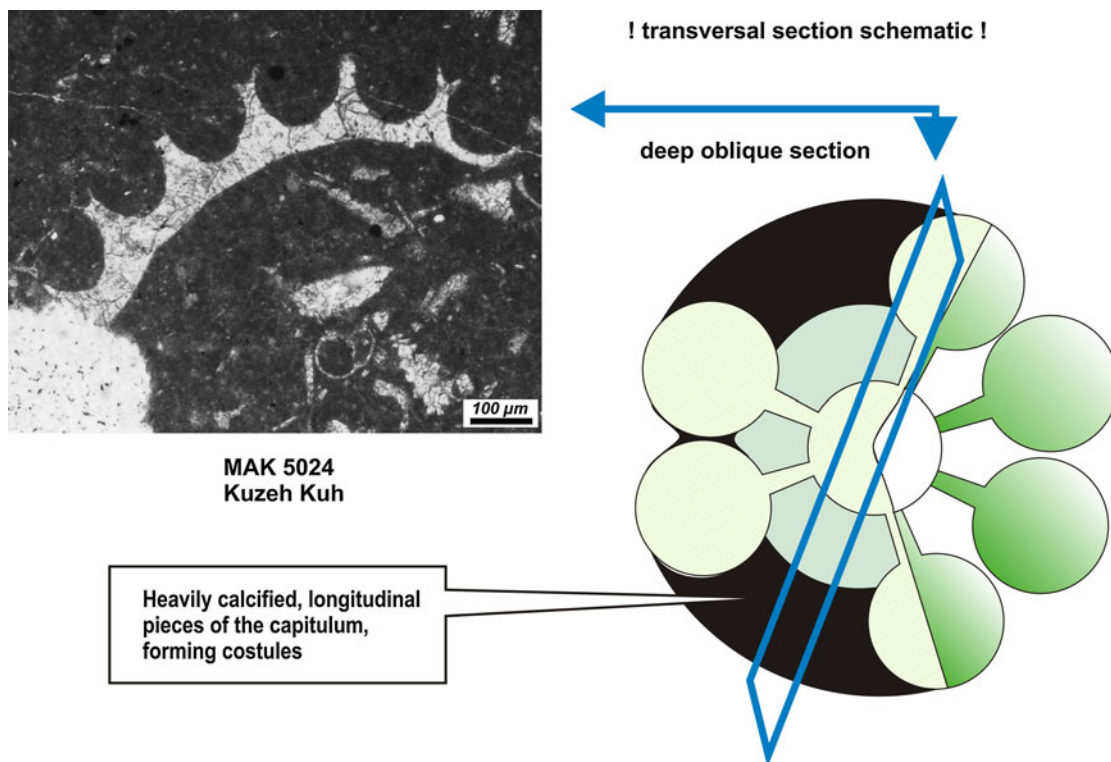 ! transversal section schematic !
deep oblique section
100 µm
MAK 5024
Kuzeh Kuh
Heavily calcified, longitudinal
pieces of the capitulum,
forming costules